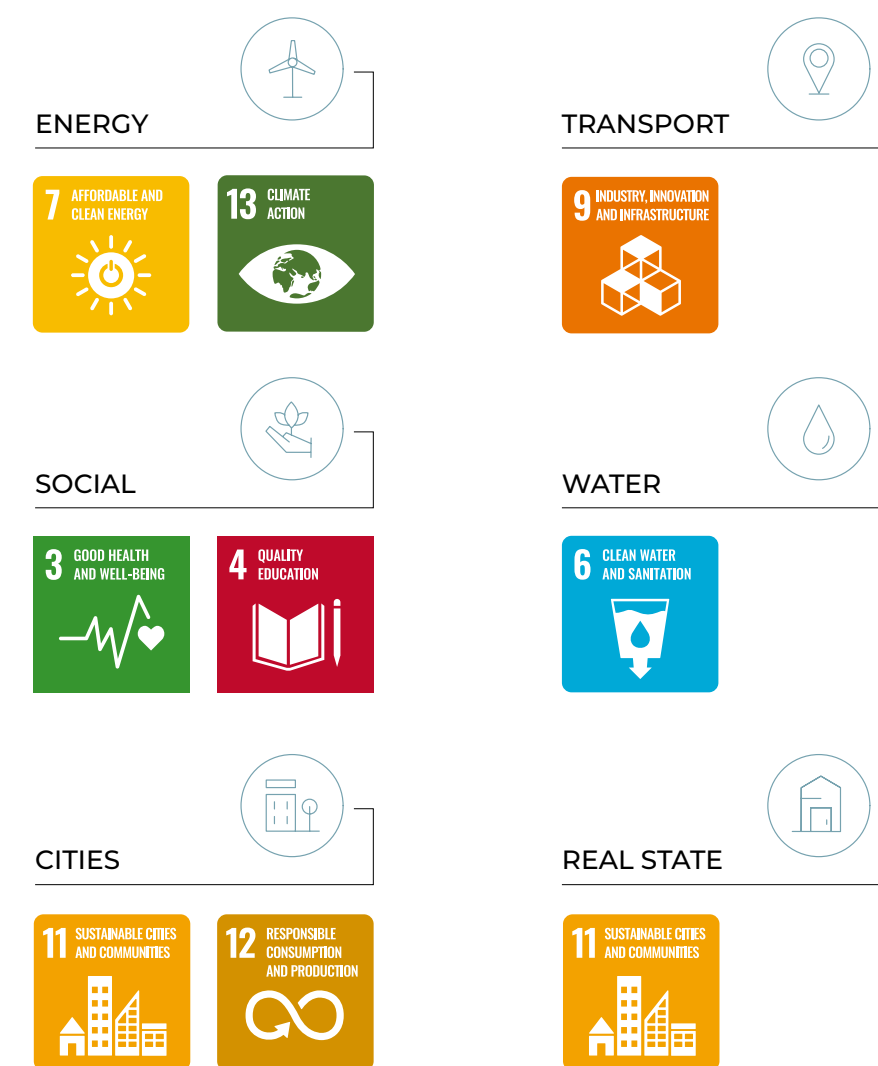 ENERGY
7 AFFORDABLE AND
CLEAN ENERGY
13 CLIMATE
ACTION
TRANSPORT
9 INDUSTRY, INNOVATION
AND INFRASTRUCTURE
SOCIAL
3 GOOD HEALTH
AND WELL-BEING
4 QUALITY
EDUCATION
WATER
6 CLEAN WATER
AND SANITATION
CITIES
11 SUSTAINABLE CITIES
AND COMMUNITIES
12 RESPONSIBLE
CONSUMPTION
AND PRODUCTION
REAL STATE
11 SUSTAINABLE CITIES
AND COMMUNITIES